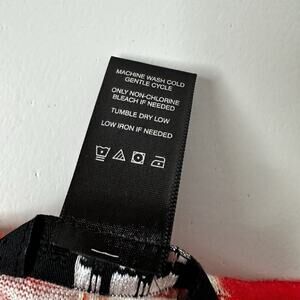 MACHINE WASH COLD
GENTLE CYCLE
ONLY NON-CHLORINE
BLEACH IF NEEDED
TUMBLE DRY LOW
LOW IRON IF NEEDED